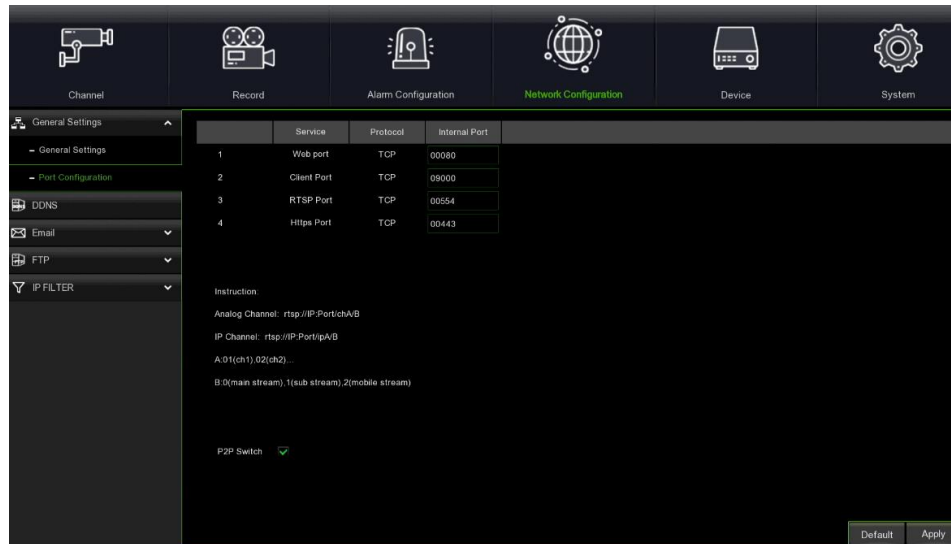 Channel Record Alarm Configuration Network Configuration Device System
General Settings
- General Settings
- Port Configuration
DDNS
Email
FTP
IP FILTER
Service Protocol Internal Port
1 Web port TCP 00080
2 Client Port TCP 09000
3 RTSP Port TCP 00554
4 Https Port TCP 00443
Instruction:
Analog Channel: rtsp://IP:Port/chA/B
IP Channel: rtsp://IP:Port/ipA/B
A:01(ch1),02(ch2)...
B:0(main stream),1(sub stream),2(mobile stream)
P2P Switch
Default Apply